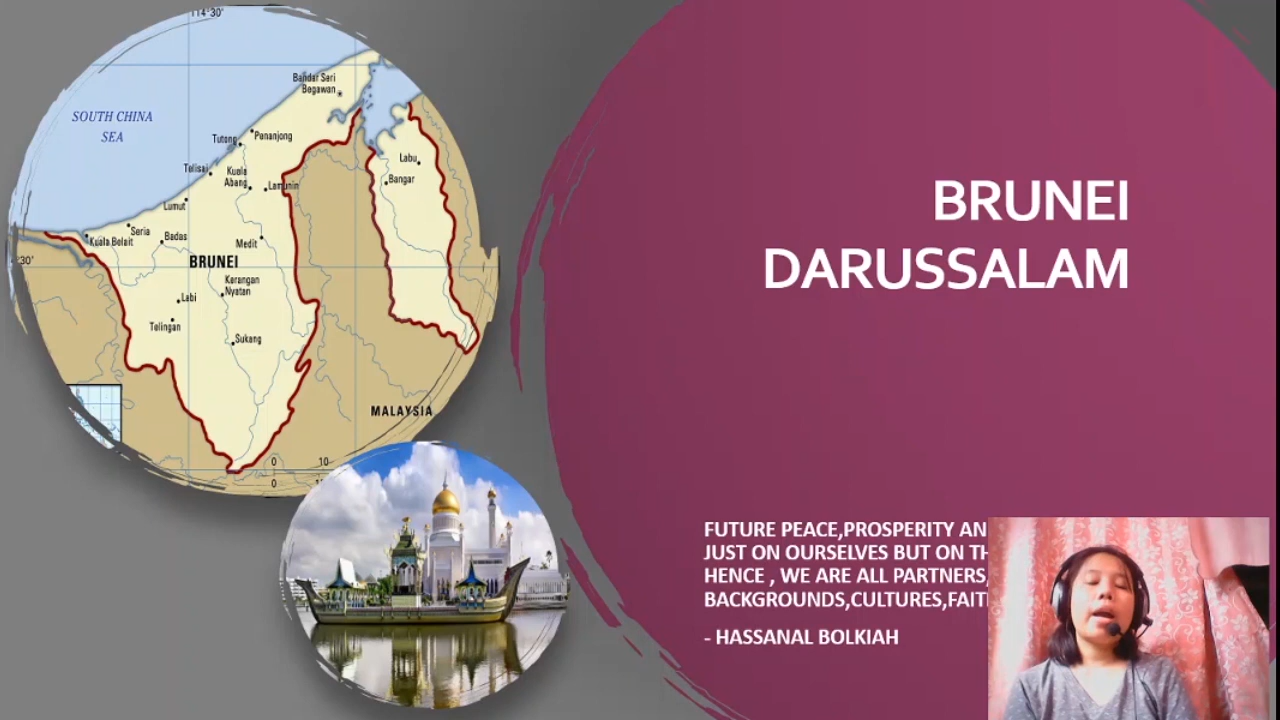 114°30'
SOUTH CHINA
SEA
Bandar Seri
Begawan
Tutong
Penanjong
Telisai
Kuala
Abang
Lamunin
Labu
Bangar
Lumut
Seria
Kuala Belait
Badas
Medit
30'
BRUNEI
Kerangan
Nyatan
Labi
Telingan
Sukang
MALAYSIA
0 10
0
BRUNEI
DARUSSALAM
FUTURE PEACE,PROSPERITY AN
JUST ON OURSELVES BUT ON TH
HENCE , WE ARE ALL PARTNERS,
BACKGROUNDS,CULTURES,FAIT
- HASSANAL BOLKIAH